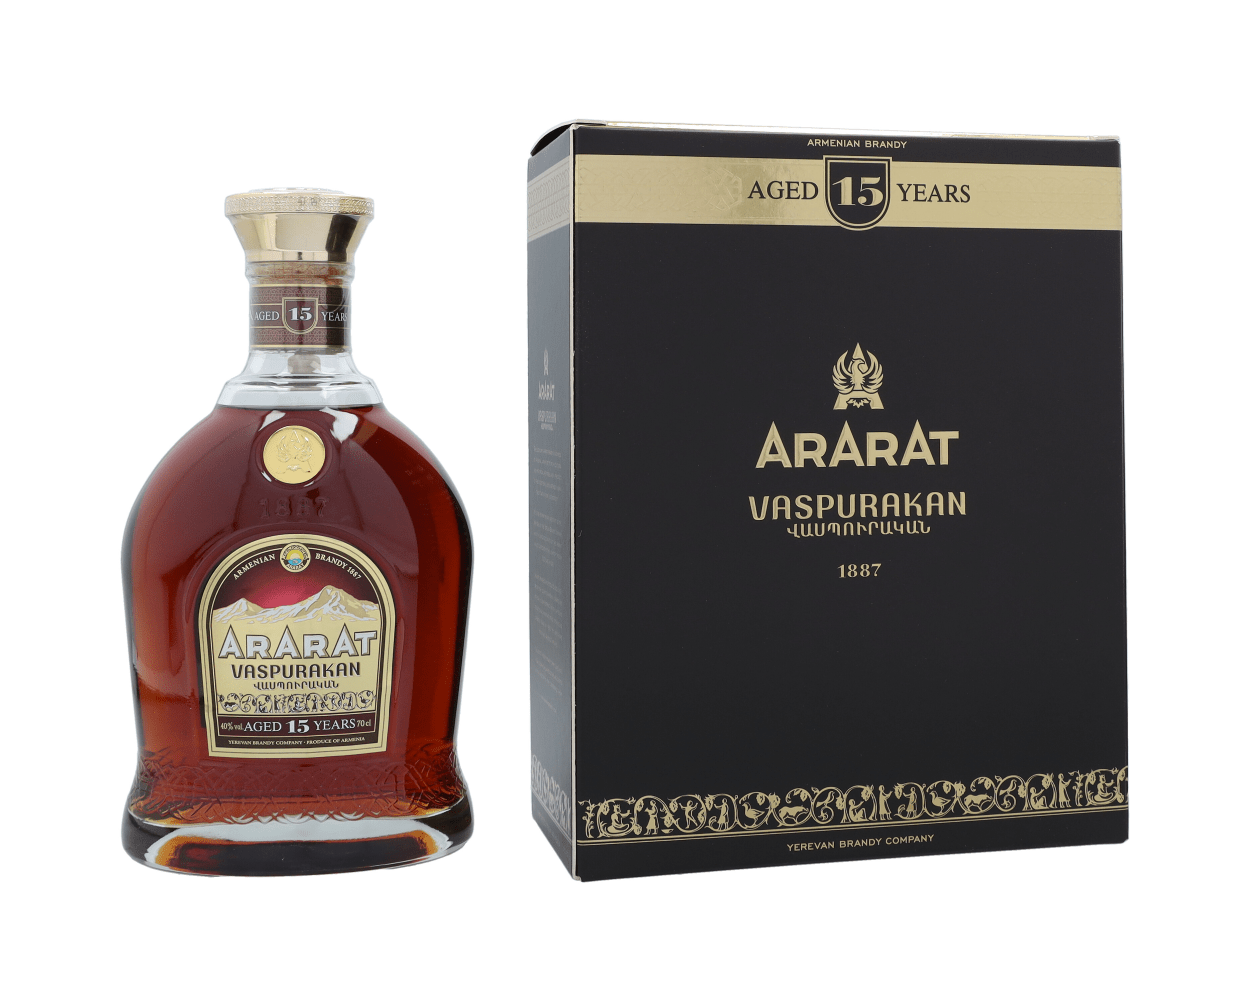 AGED 15 YEARS
1887
ARMENIAN BRANDY 1887
ARARAT
VASPURAKAN
ՎԱՍՊՈՒՐԱԿԱՆ
40% vol. AGED 15 YEARS 70 cl
YEREVAN BRANDY COMPANY · PRODUCE OF ARMENIA
ARMENIAN BRANDY
AGED 15 YEARS
ARARAT
VASPURAKAN
ՎԱՍՊՈՒՐԱԿԱՆ
1887
YEREVAN BRANDY COMPANY
ARARAT